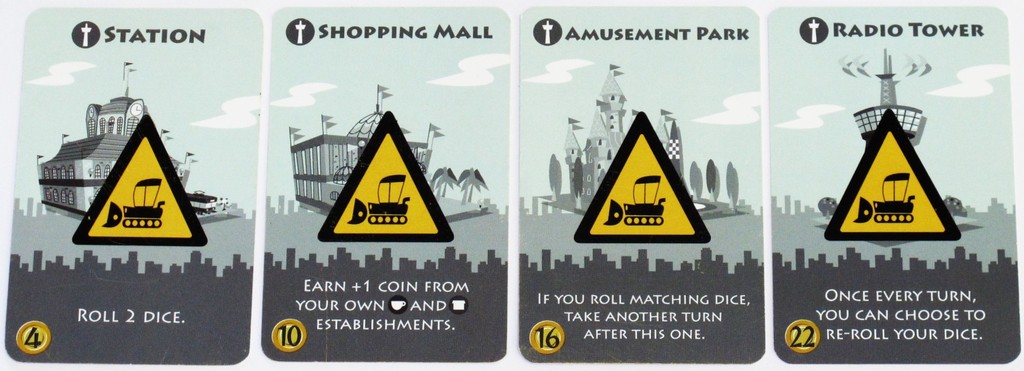 STATION
ROLL 2 DICE.
4
SHOPPING MALL
EARN +1 COIN FROM
YOUR OWN AND
ESTABLISHMENTS.
10
AMUSEMENT PARK
IF YOU ROLL MATCHING DICE,
TAKE ANOTHER TURN
AFTER THIS ONE.
16
RADIO TOWER
ONCE EVERY TURN,
YOU CAN CHOOSE TO
RE-ROLL YOUR DICE.
22